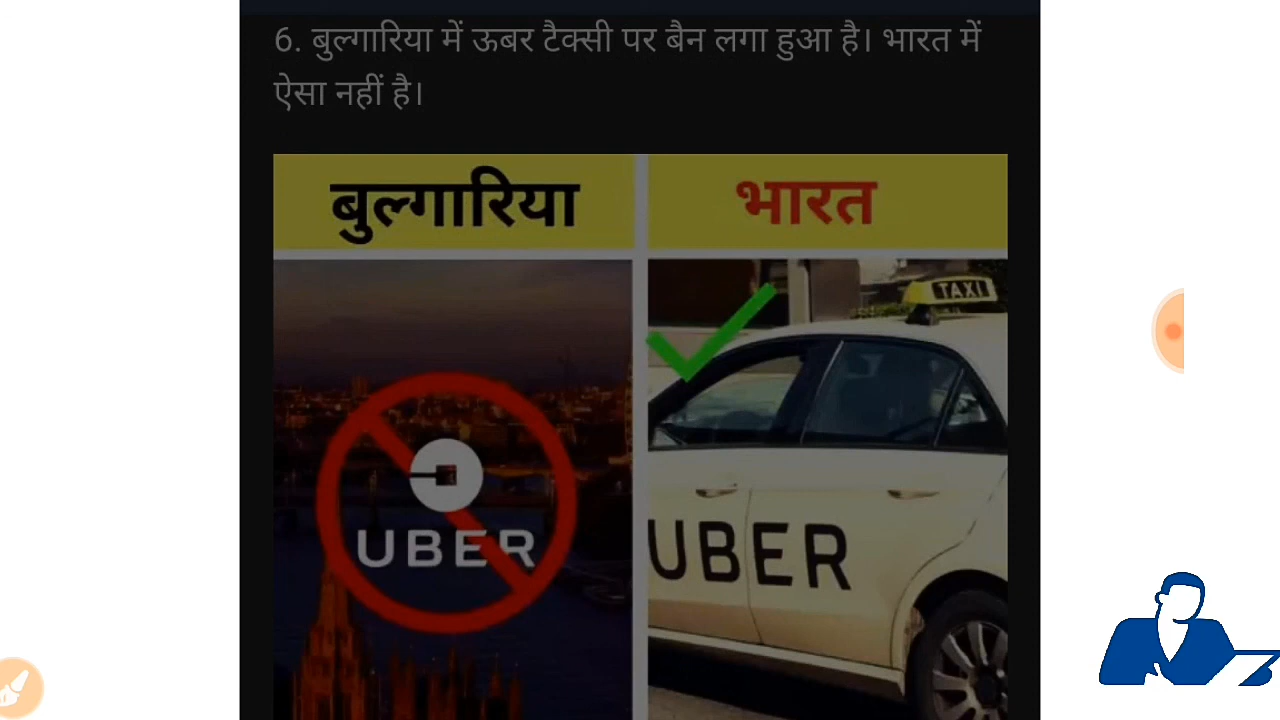 6. बुल्गारिया में ऊबर टैक्सी पर बैन लगा हुआ है। भारत में
ऐसा नहीं है।
बुल्गारिया
भारत
TAXI
UBER
UBER